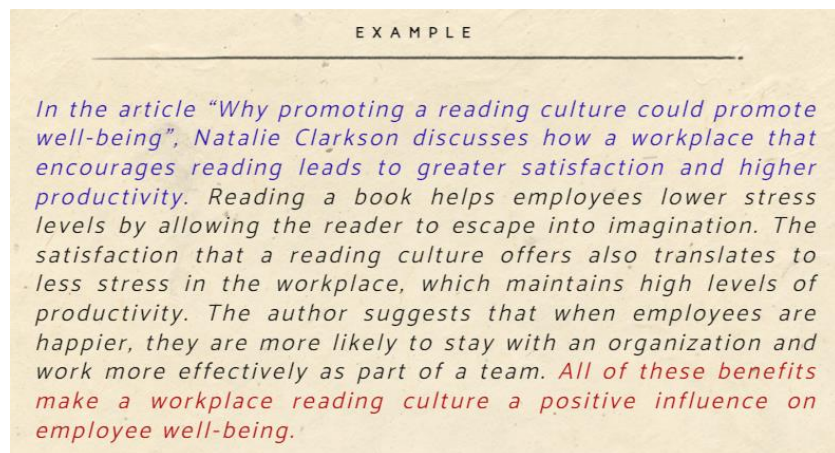 EXAMPLE
In the article “Why promoting a reading culture could promote
well-being”, Natalie Clarkson discusses how a workplace that
encourages reading leads to greater satisfaction and higher
productivity. Reading a book helps employees lower stress
levels by allowing the reader to escape into imagination. The
satisfaction that a reading culture offers also translates to
less stress in the workplace, which maintains high levels of
productivity. The author suggests that when employees are
happier, they are more likely to stay with an organization and
work more effectively as part of a team. All of these benefits
make a workplace reading culture a positive influence on
employee well-being.